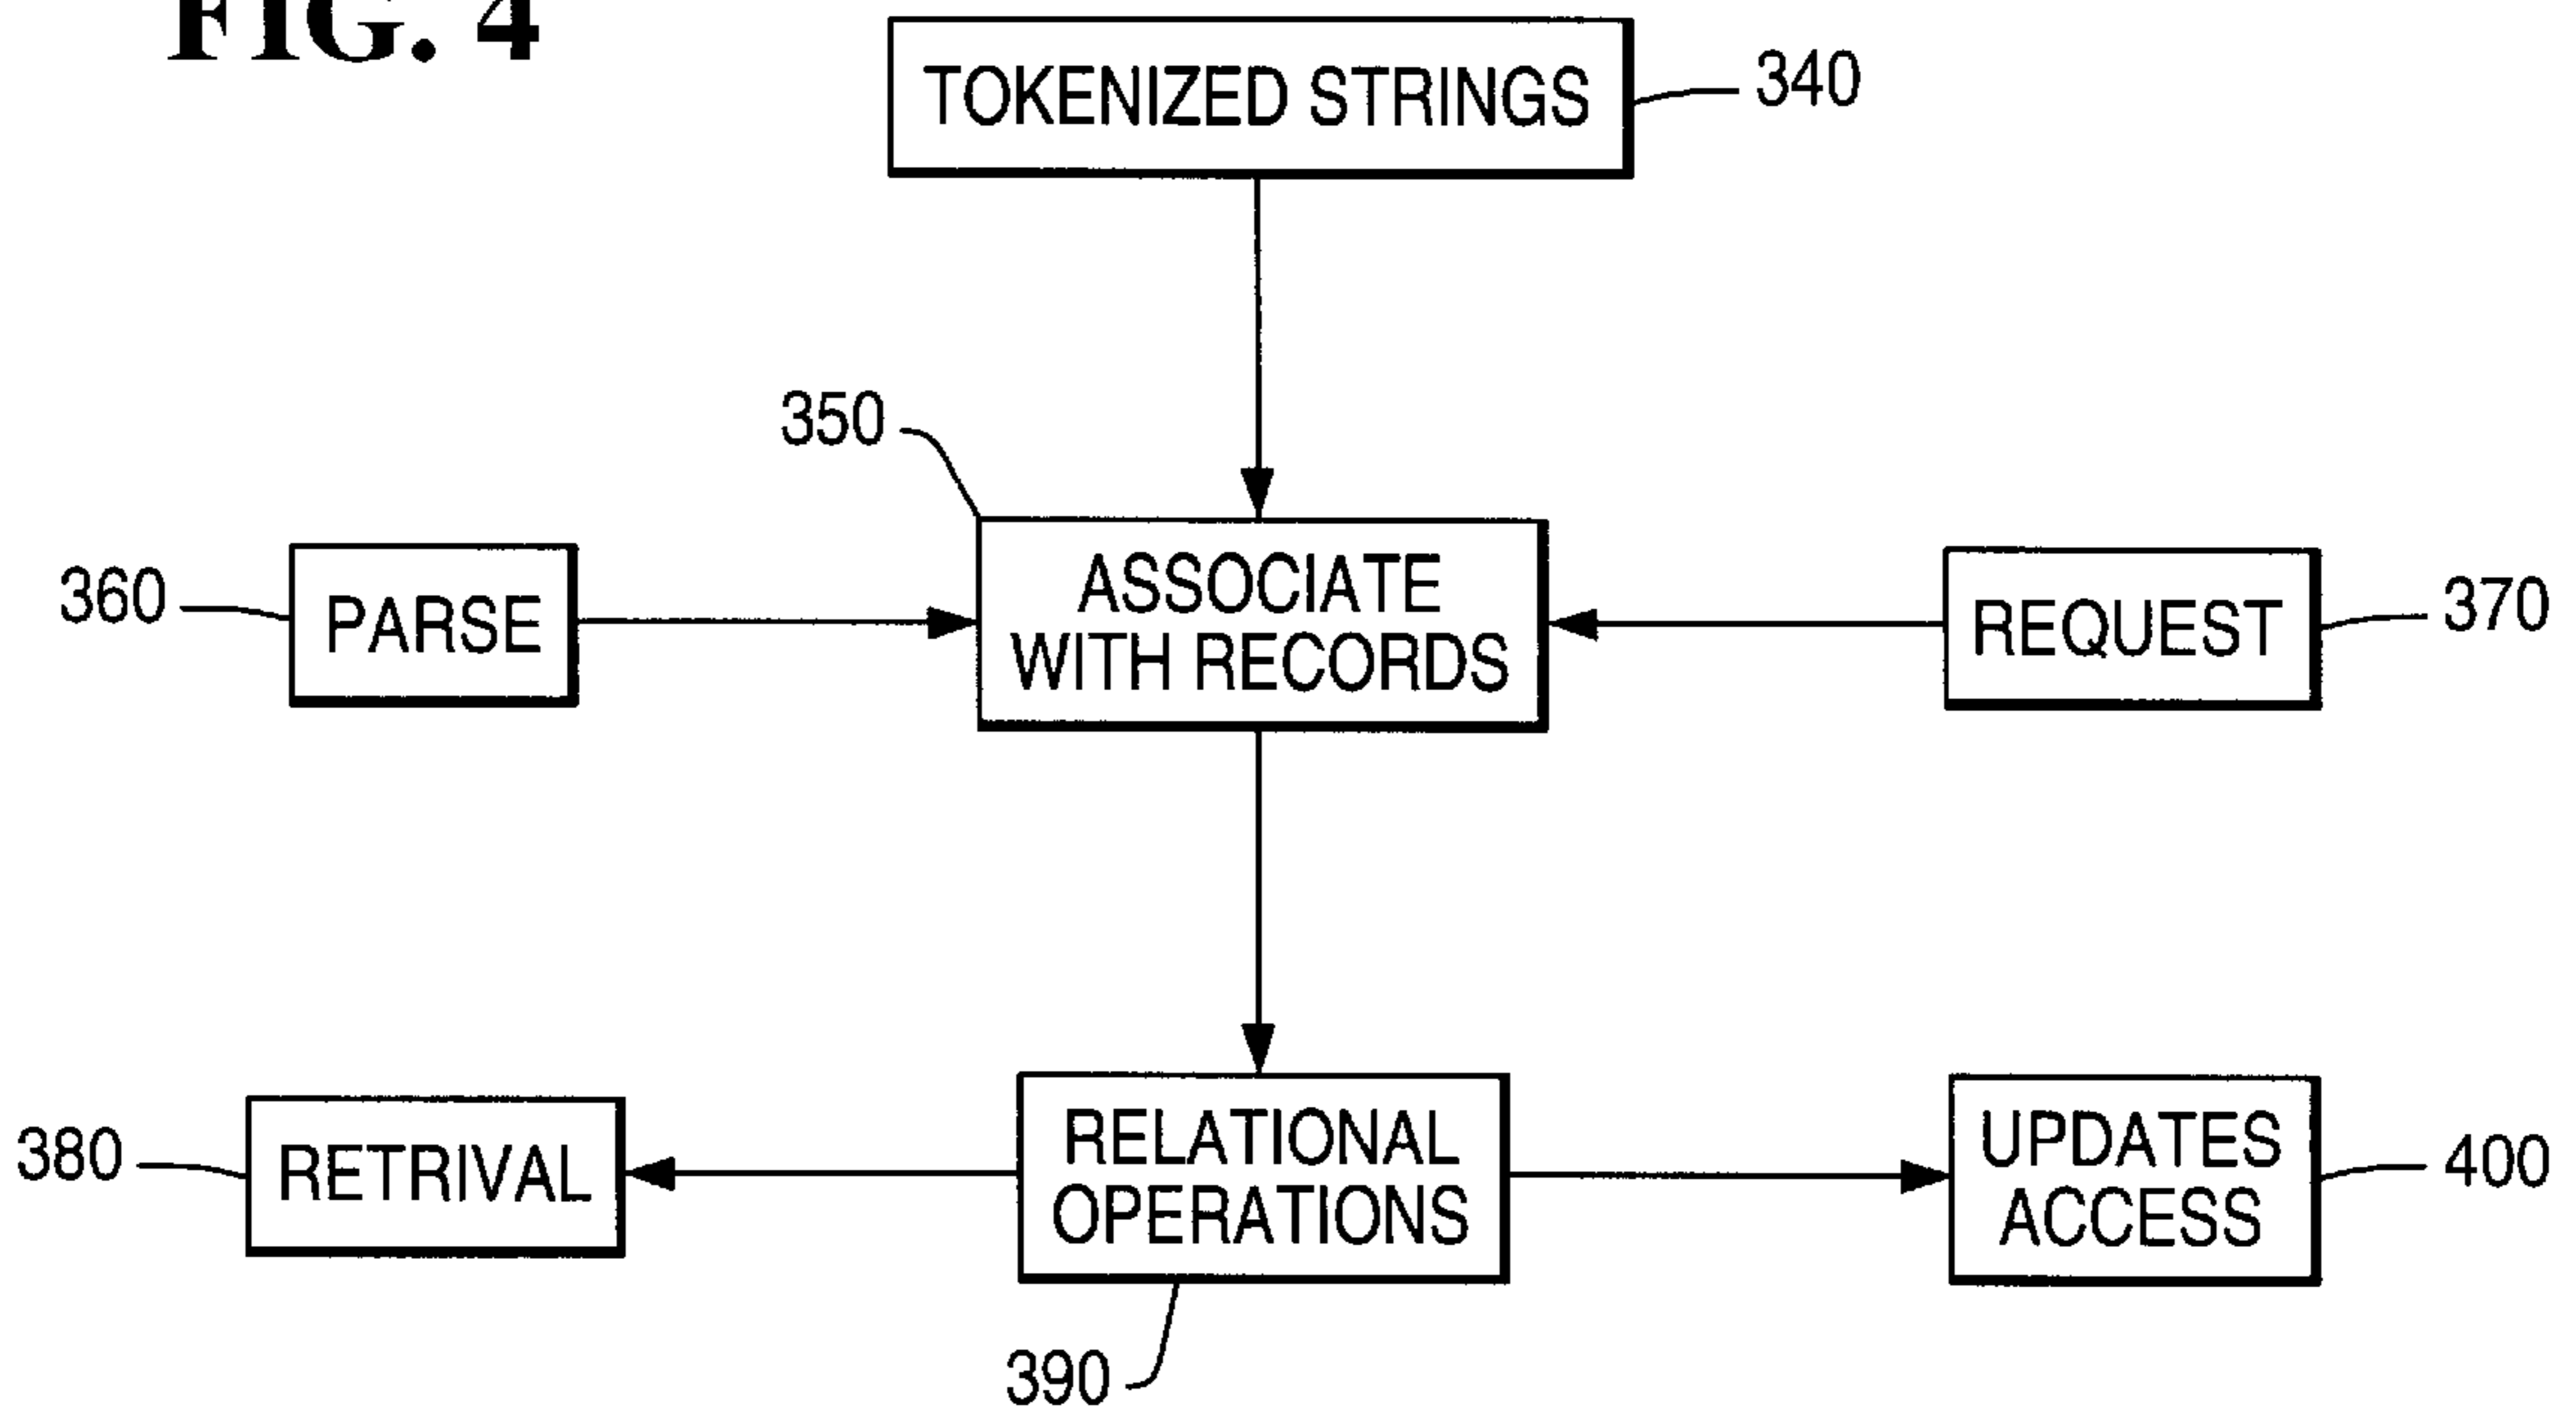 FIG. 4
TOKENIZED STRINGS
340
350
ASSOCIATE
WITH RECORDS
360
PARSE
REQUEST
370
380
RETRIVAL
RELATIONAL
OPERATIONS
390
UPDATES
ACCESS
400